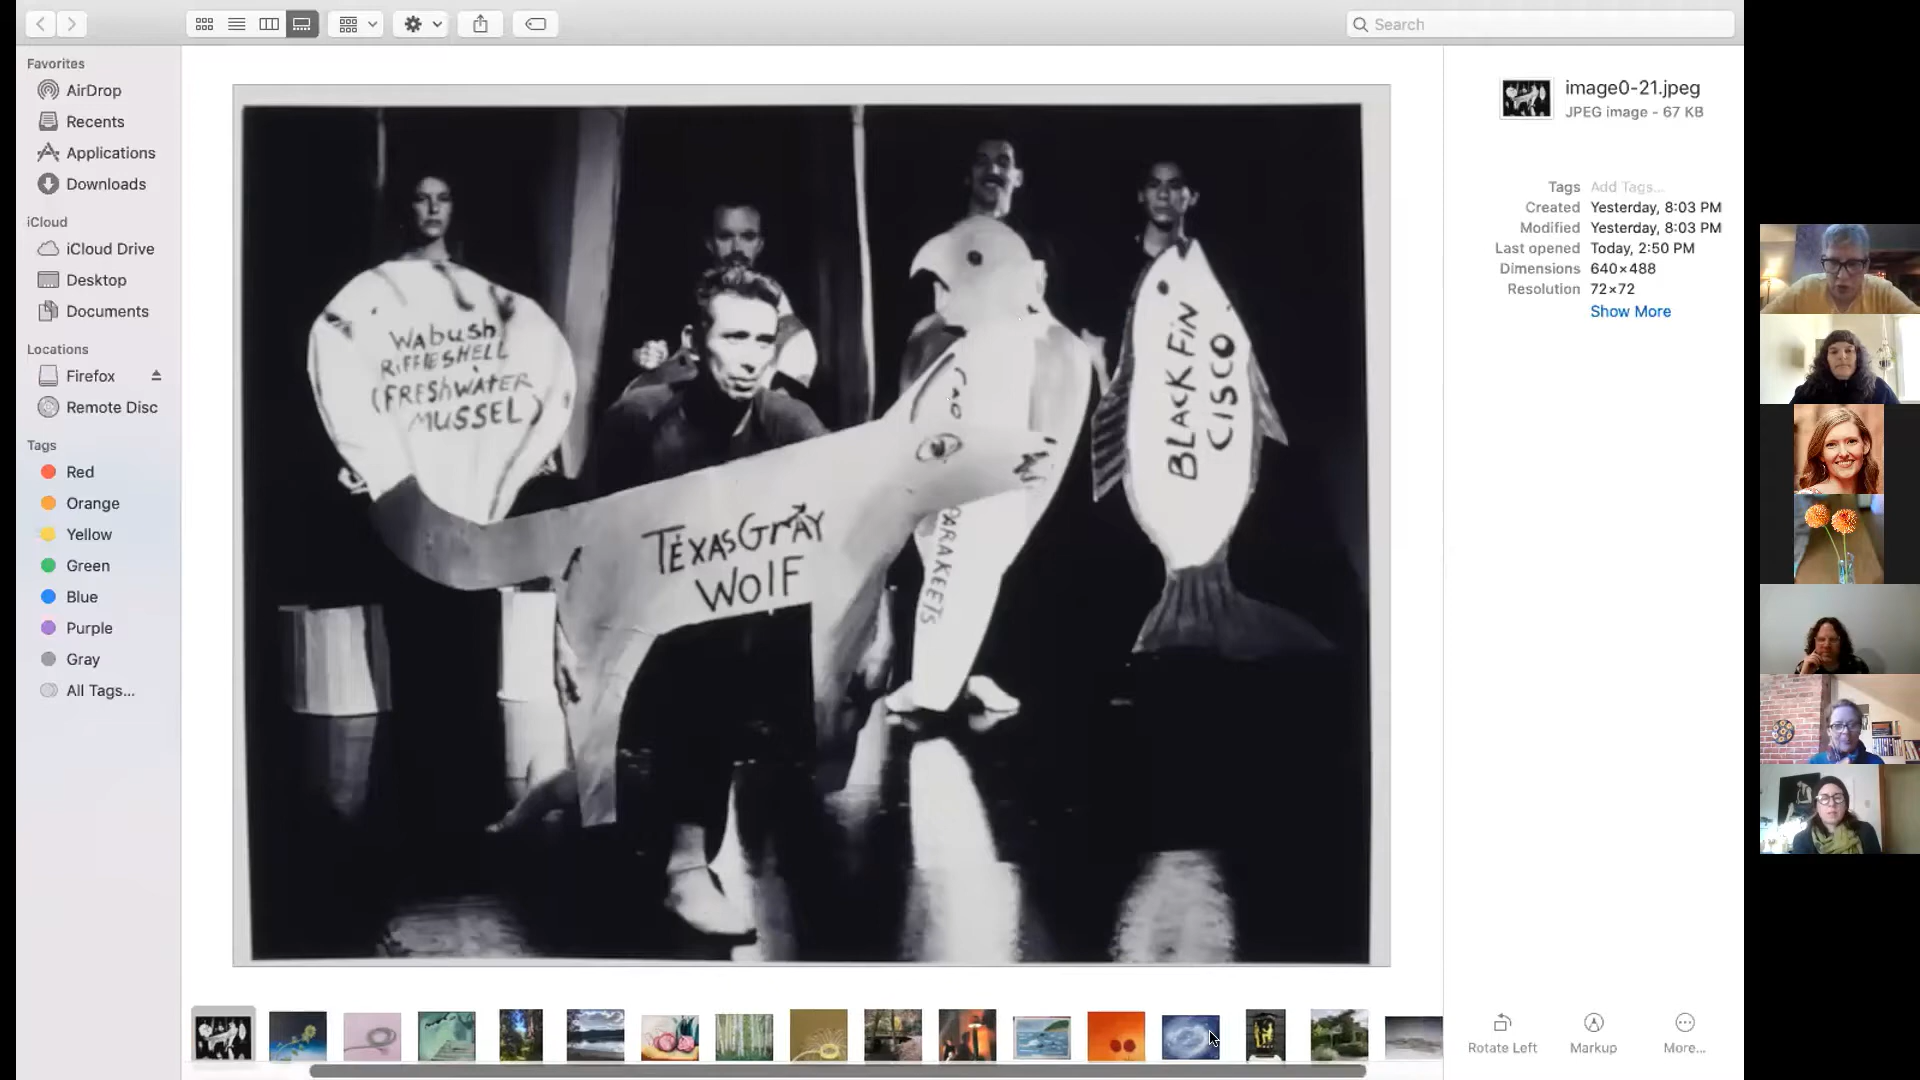 Search
Favorites
AirDrop
Recents
Applications
Downloads
iCloud
iCloud Drive
Desktop
Documents
Locations
Firefox
Remote Disc
Tags
Red
Orange
Yellow
Green
Blue
Purple
Gray
All Tags...
WAbush
RIFFLESHELL
(FRESHWATER
MUSSEL)
TEXAS GrAY
WOlF
ARAKEETS
BLACK FiN
CISCO
image0-21.jpeg
JPEG image - 67 KB
Tags Add Tags...
Created Yesterday, 8:03 PM
Modified Yesterday, 8:03 PM
Last opened Today, 2:50 PM
Dimensions 640×488
Resolution 72×72
Show More
Rotate Left
Markup
More...